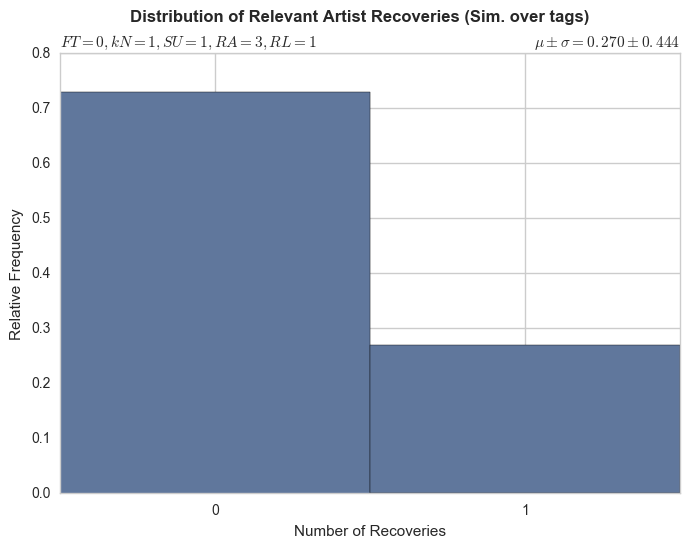 Distribution of Relevant Artist Recoveries (Sim. over tags)
FT = 0, kN = 1, SU = 1, RA = 3, RL = 1
μ ± σ = 0.270 ± 0.444
0.8
0.7
0.6
0.5
0.4
0.3
0.2
0.1
0.0
Relative Frequency
0
1
Number of Recoveries